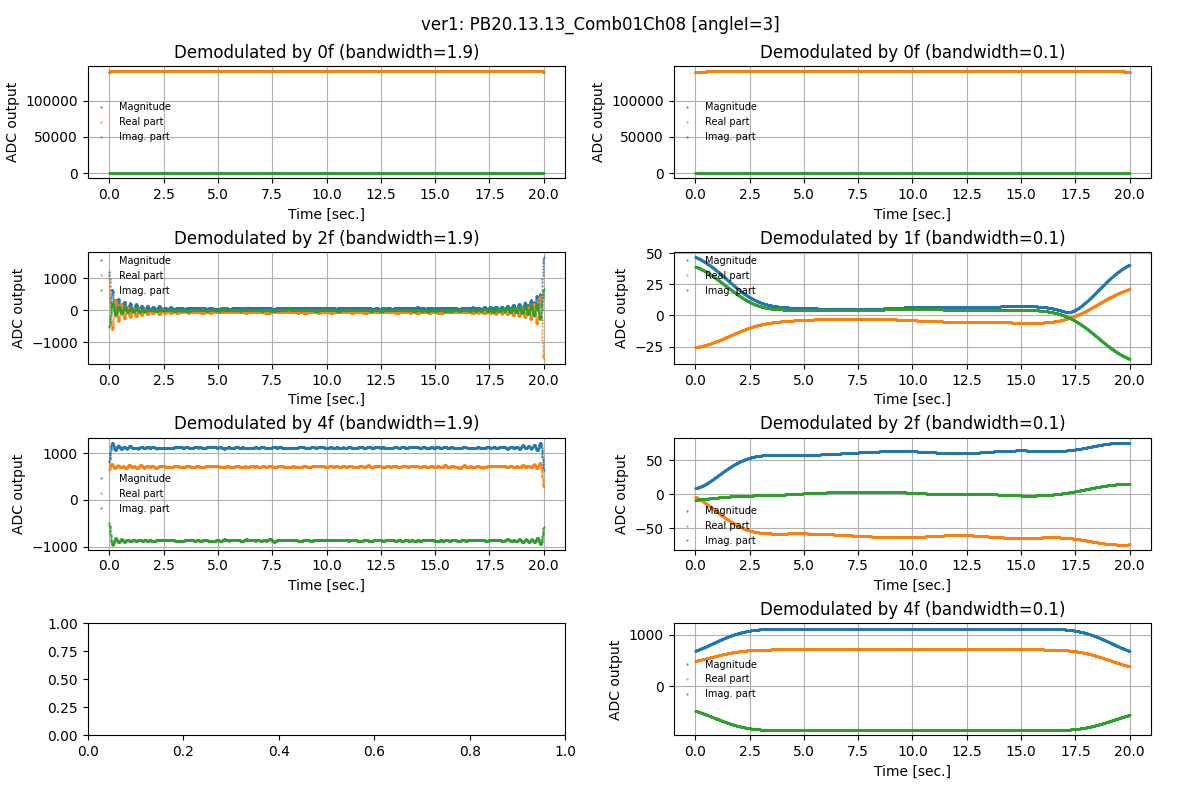 ver1: PB20.13.13_Comb01Ch08 [angleI=3]
Demodulated by 0f (bandwidth=1.9)
ADC output
100000
50000
0
Magnitude
Real part
Imag. part
0.0 2.5 5.0 7.5 10.0 12.5 15.0 17.5 20.0
Time [sec.]
Demodulated by 0f (bandwidth=0.1)
ADC output
100000
50000
0
Magnitude
Real part
Imag. part
0.0 2.5 5.0 7.5 10.0 12.5 15.0 17.5 20.0
Time [sec.]
Demodulated by 2f (bandwidth=1.9)
ADC output
1000
0
−1000
Magnitude
Real part
Imag. part
0.0 2.5 5.0 7.5 10.0 12.5 15.0 17.5 20.0
Time [sec.]
Demodulated by 1f (bandwidth=0.1)
ADC output
50
25
0
−25
Magnitude
Real part
Imag. part
0.0 2.5 5.0 7.5 10.0 12.5 15.0 17.5 20.0
Time [sec.]
Demodulated by 4f (bandwidth=1.9)
ADC output
1000
0
−1000
Magnitude
Real part
Imag. part
0.0 2.5 5.0 7.5 10.0 12.5 15.0 17.5 20.0
Time [sec.]
Demodulated by 2f (bandwidth=0.1)
ADC output
50
0
−50
Magnitude
Real part
Imag. part
0.0 2.5 5.0 7.5 10.0 12.5 15.0 17.5 20.0
Time [sec.]
1.00
0.75
0.50
0.25
0.00
0.0 0.2 0.4 0.6 0.8 1.0
Demodulated by 4f (bandwidth=0.1)
ADC output
1000
0
Magnitude
Real part
Imag. part
0.0 2.5 5.0 7.5 10.0 12.5 15.0 17.5 20.0
Time [sec.]